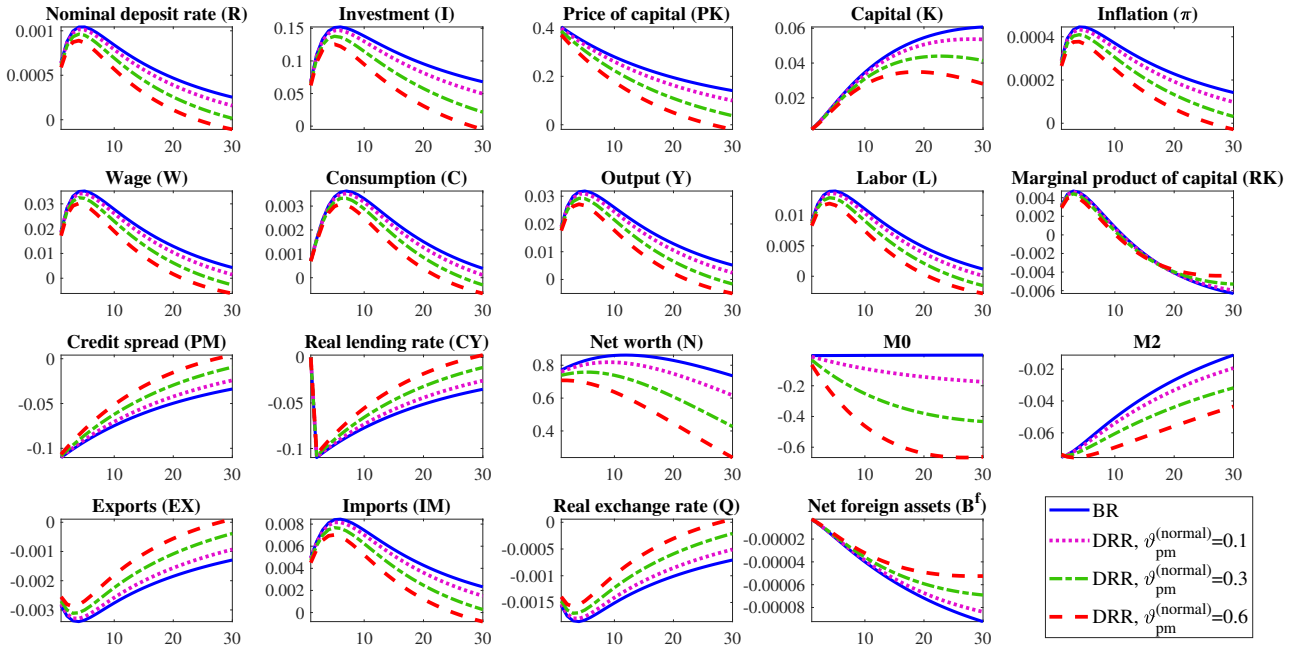 Nominal deposit rate (R)
0.001
0.0005
0
10 20 30
Investment (I)
0.15
0.10
0.05
0
10 20 30
Price of capital (PK)
0.4
0.2
0
10 20 30
Capital (K)
0.06
0.04
0.02
10 20 30
Inflation (π)
0.0004
0.0002
0
10 20 30
Wage (W)
0.03
0.02
0.01
0
10 20 30
Consumption (C)
0.003
0.002
0.001
0
10 20 30
Output (Y)
0.03
0.02
0.01
0
10 20 30
Labor (L)
0.010
0.005
0
10 20 30
Marginal product of capital (RK)
0.004
0.002
0
-0.002
-0.004
-0.006
10 20 30
Credit spread (PM)
0
-0.05
-0.1
10 20 30
Real lending rate (CY)
0
-0.05
-0.1
10 20 30
Net worth (N)
0.8
0.6
0.4
10 20 30
M0
-0.2
-0.4
-0.6
10 20 30
M2
-0.02
-0.04
-0.06
10 20 30
Exports (EX)
0
-0.001
-0.002
-0.003
10 20 30
Imports (IM)
0.008
0.006
0.004
0.002
0
10 20 30
Real exchange rate (Q)
0
-0.0005
-0.001
-0.0015
10 20 30
Net foreign assets (B^f)
-0.00002
-0.00004
-0.00006
-0.00008
10 20 30
BR
DRR, ϑ_pm^(normal)=0.1
DRR, ϑ_pm^(normal)=0.3
DRR, ϑ_pm^(normal)=0.6